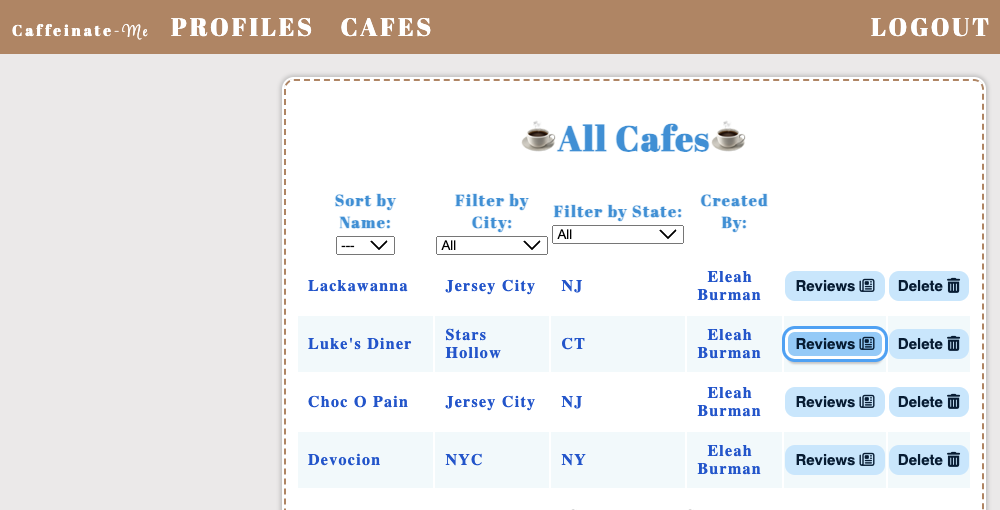 Caffeinate-Me PROFILES CAFES LOGOUT
All Cafes
Sort by Name: Filter by City: Filter by State: Created By:
--- All All
Lackawanna Jersey City NJ Eleah Burman Reviews Delete
Luke's Diner Stars Hollow CT Eleah Burman Reviews Delete
Choc O Pain Jersey City NJ Eleah Burman Reviews Delete
Devocion NYC NY Eleah Burman Reviews Delete